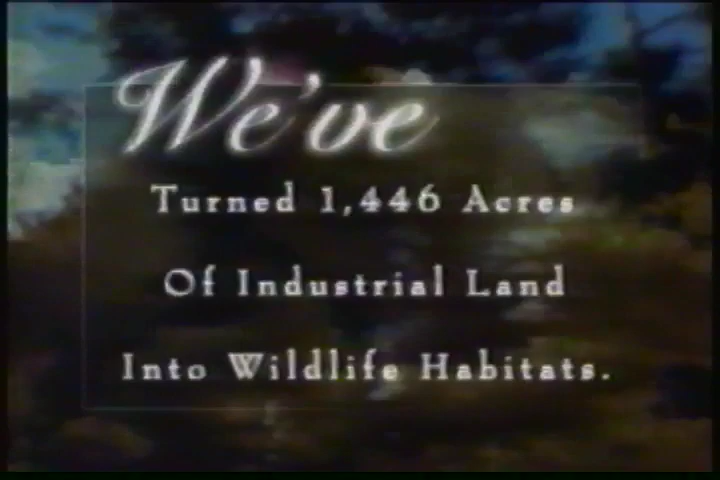 We've
Turned 1,446 Acres
Of Industrial Land
Into Wildlife Habitats.